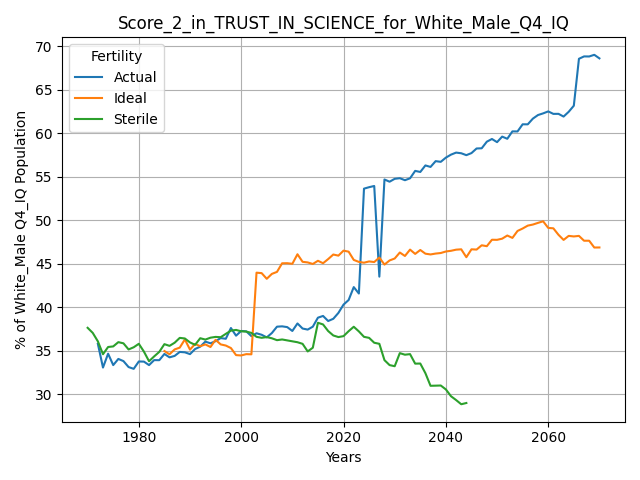 Score_2_in_TRUST_IN_SCIENCE_for_White_Male_Q4_IQ
Fertility
Actual
Ideal
Sterile
% of White_Male Q4_IQ Population
70
65
60
55
50
45
40
35
30
1980
2000
2020
2040
2060
Years